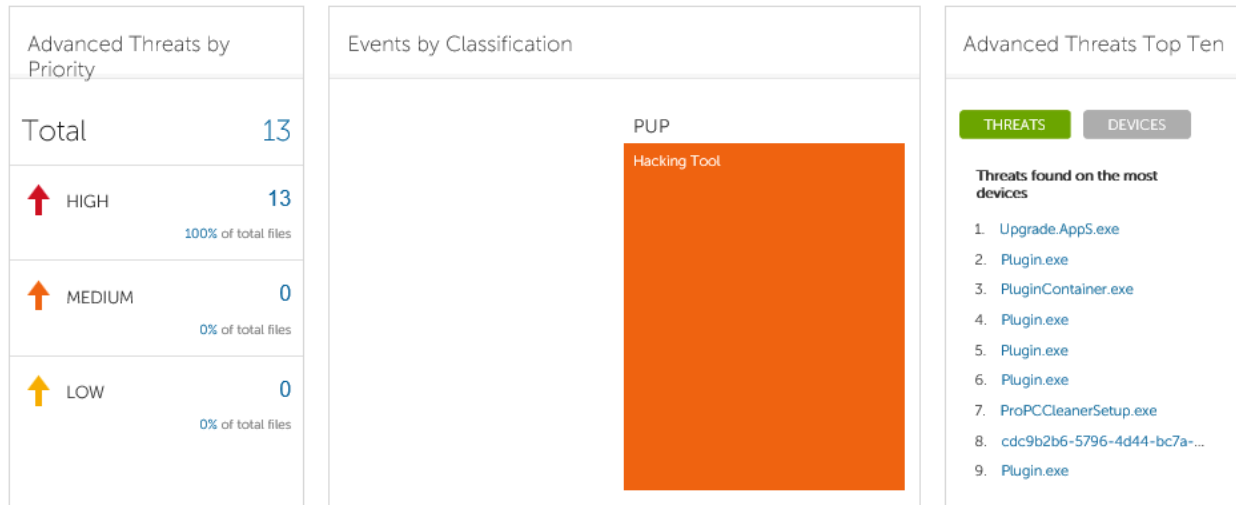 Advanced Threats by
Priority
Total 13
HIGH 13
100% of total files
MEDIUM 0
0% of total files
LOW 0
0% of total files
Events by Classification
PUP
Hacking Tool
Advanced Threats Top Ten
THREATS DEVICES
Threats found on the most
devices
1. Upgrade.AppS.exe
2. Plugin.exe
3. PluginContainer.exe
4. Plugin.exe
5. Plugin.exe
6. Plugin.exe
7. ProPCCleanerSetup.exe
8. cdc9b2b6-5796-4d44-bc7a-...
9. Plugin.exe